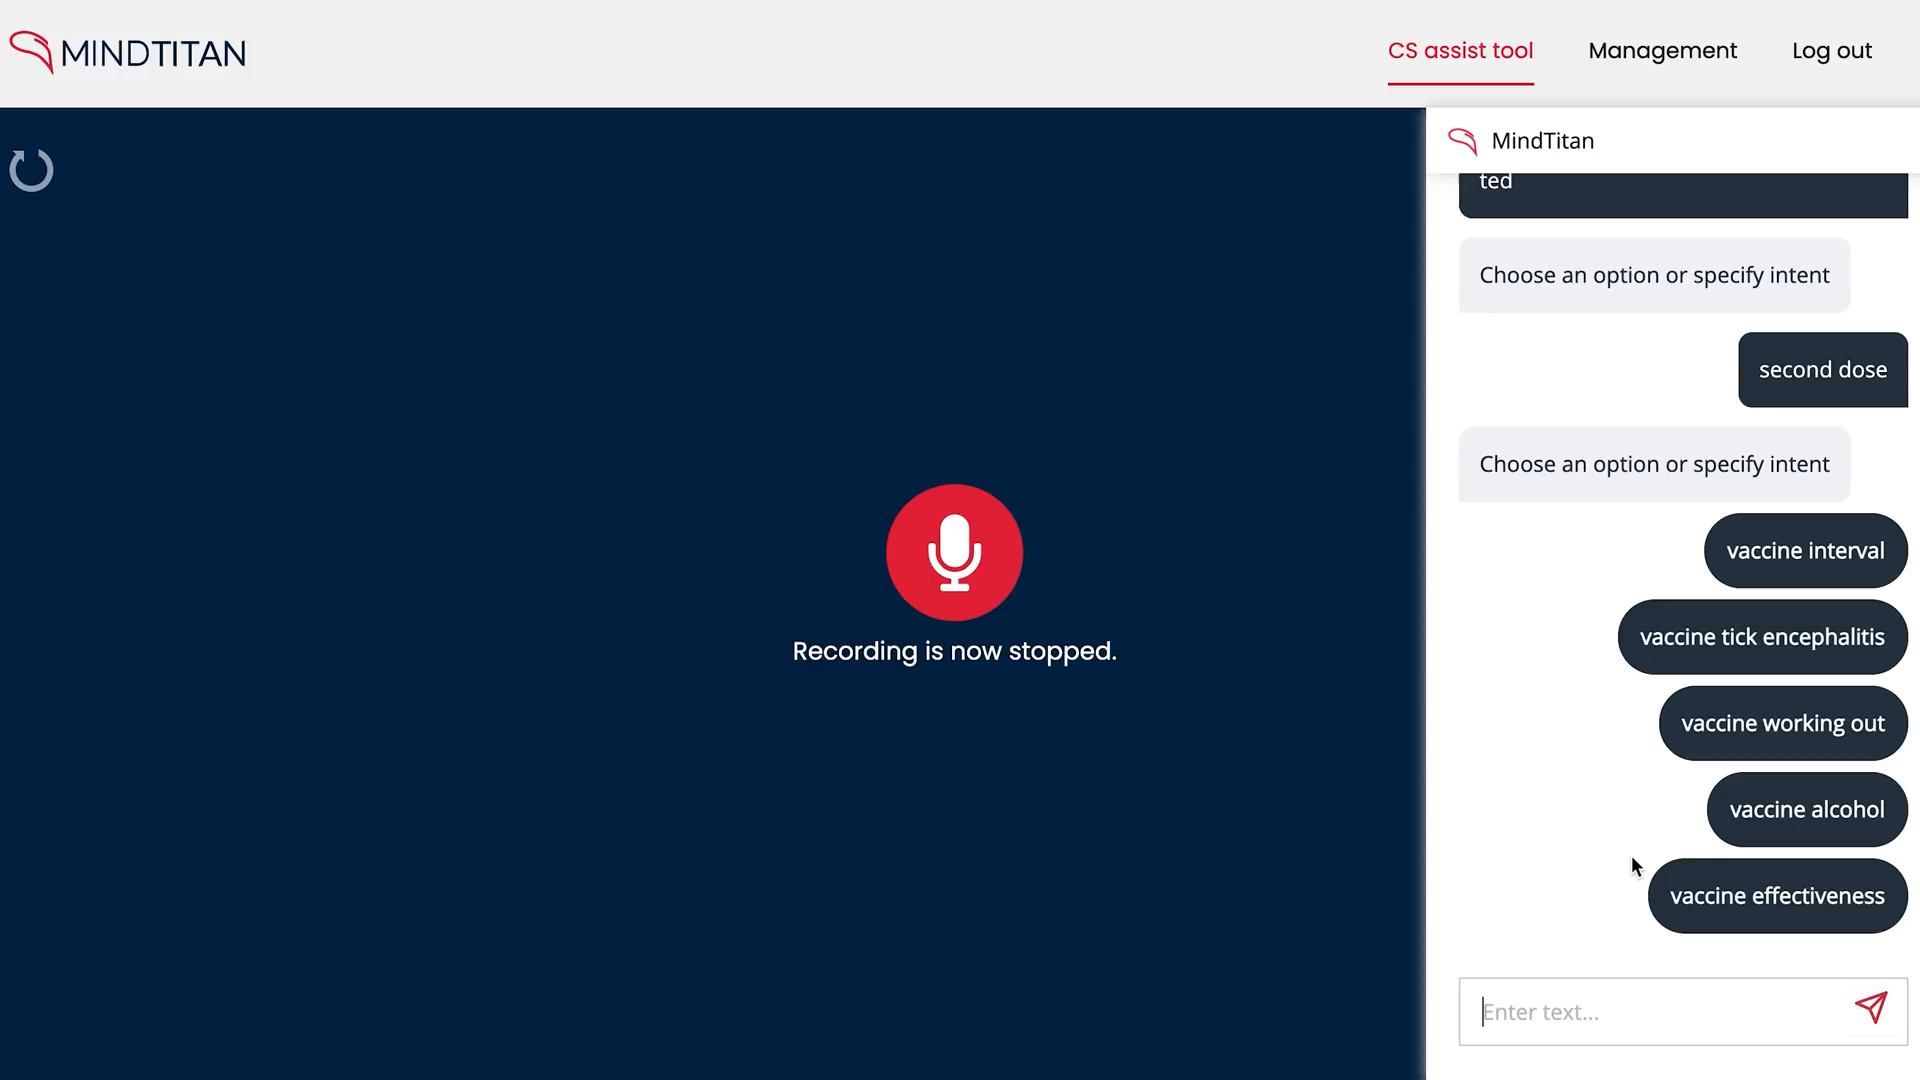 MINDTITAN
CS assist tool
Management
Log out
MindTitan
ted
Choose an option or specify intent
second dose
Choose an option or specify intent
vaccine interval
vaccine tick encephalitis
vaccine working out
vaccine alcohol
vaccine effectiveness
Enter text...
Recording is now stopped.